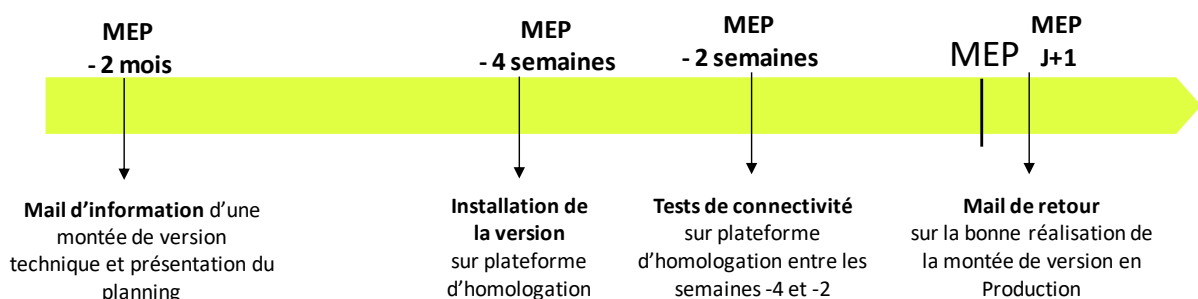 MEP
- 2 mois
MEP
- 4 semaines
MEP
- 2 semaines
MEP
MEP
J+1
Mail d’information d’une
montée de version
technique et présentation du
planning
Installation de
la version
sur plateforme
d’homologation
Tests de connectivité
sur plateforme
d’homologation entre les
semaines -4 et -2
Mail de retour
sur la bonne réalisation de
la montée de version en
Production